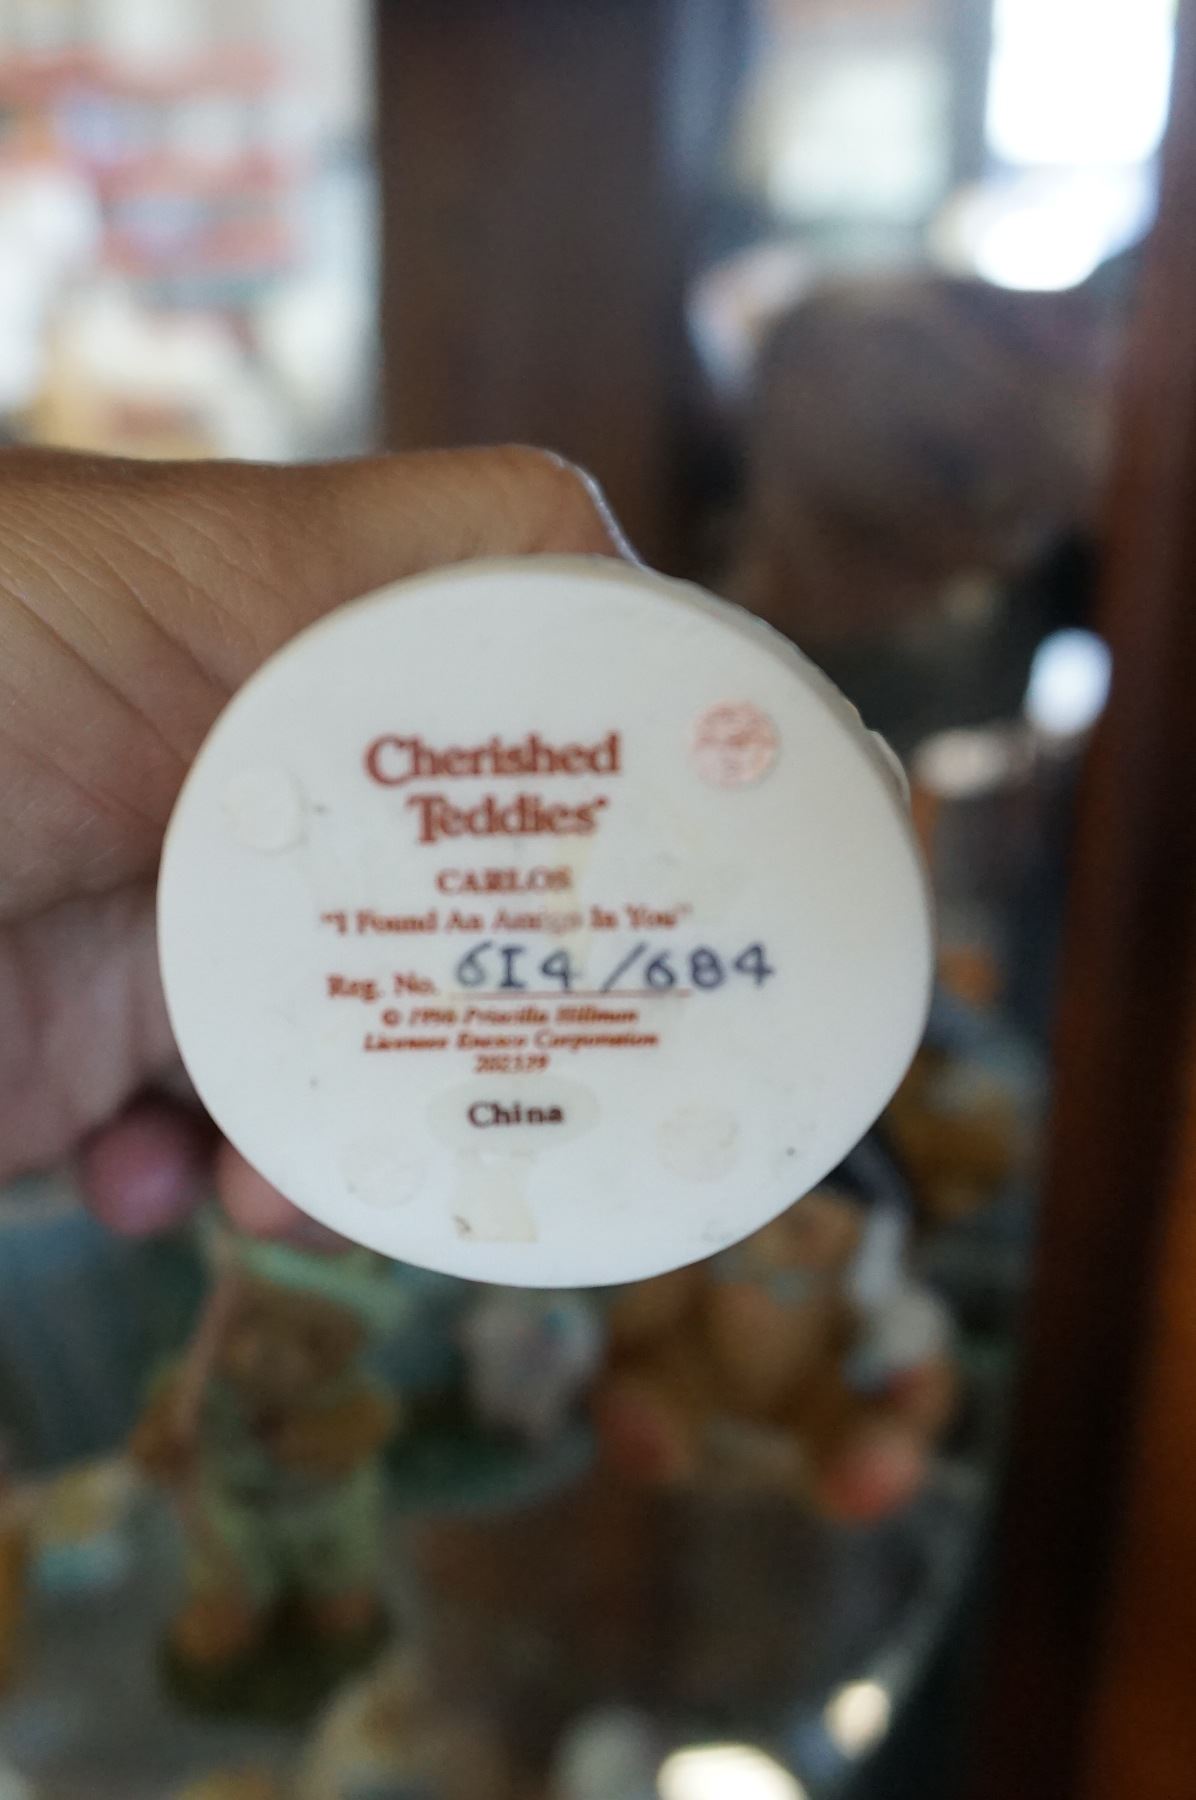 Cherished
Teddies
CARLOS
"I Found An Amigo In You"
Reg. No. 6I4/684
© 1996 Priscilla Hillman
Licensee Enesco Corporation
202339
China